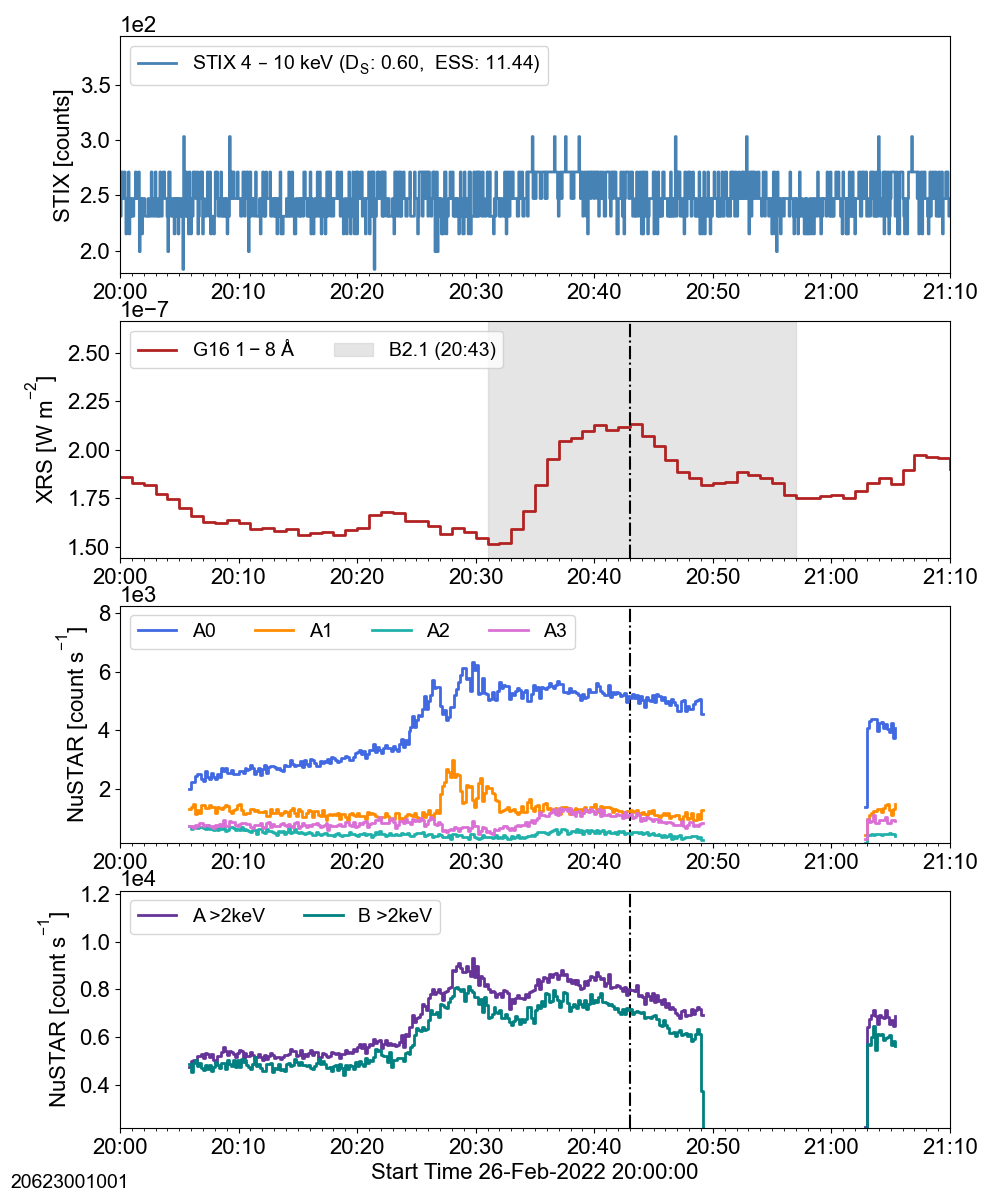 1e2
STIX 4 – 10 keV (D_S: 0.60,  ESS: 11.44)
STIX [counts]
3.5
3.0
2.5
2.0
20:00 20:10 20:20 20:30 20:40 20:50 21:00 21:10
1e−7
G16 1 – 8 Å B2.1 (20:43)
XRS [W m⁻²]
2.50
2.25
2.00
1.75
1.50
20:00 20:10 20:20 20:30 20:40 20:50 21:00 21:10
1e3
A0 A1 A2 A3
NuSTAR [count s⁻¹]
8
6
4
2
20:00 20:10 20:20 20:30 20:40 20:50 21:00 21:10
1e4
A >2keV B >2keV
NuSTAR [count s⁻¹]
1.2
1.0
0.8
0.6
0.4
20:00 20:10 20:20 20:30 20:40 20:50 21:00 21:10
Start Time 26-Feb-2022 20:00:00
20623001001